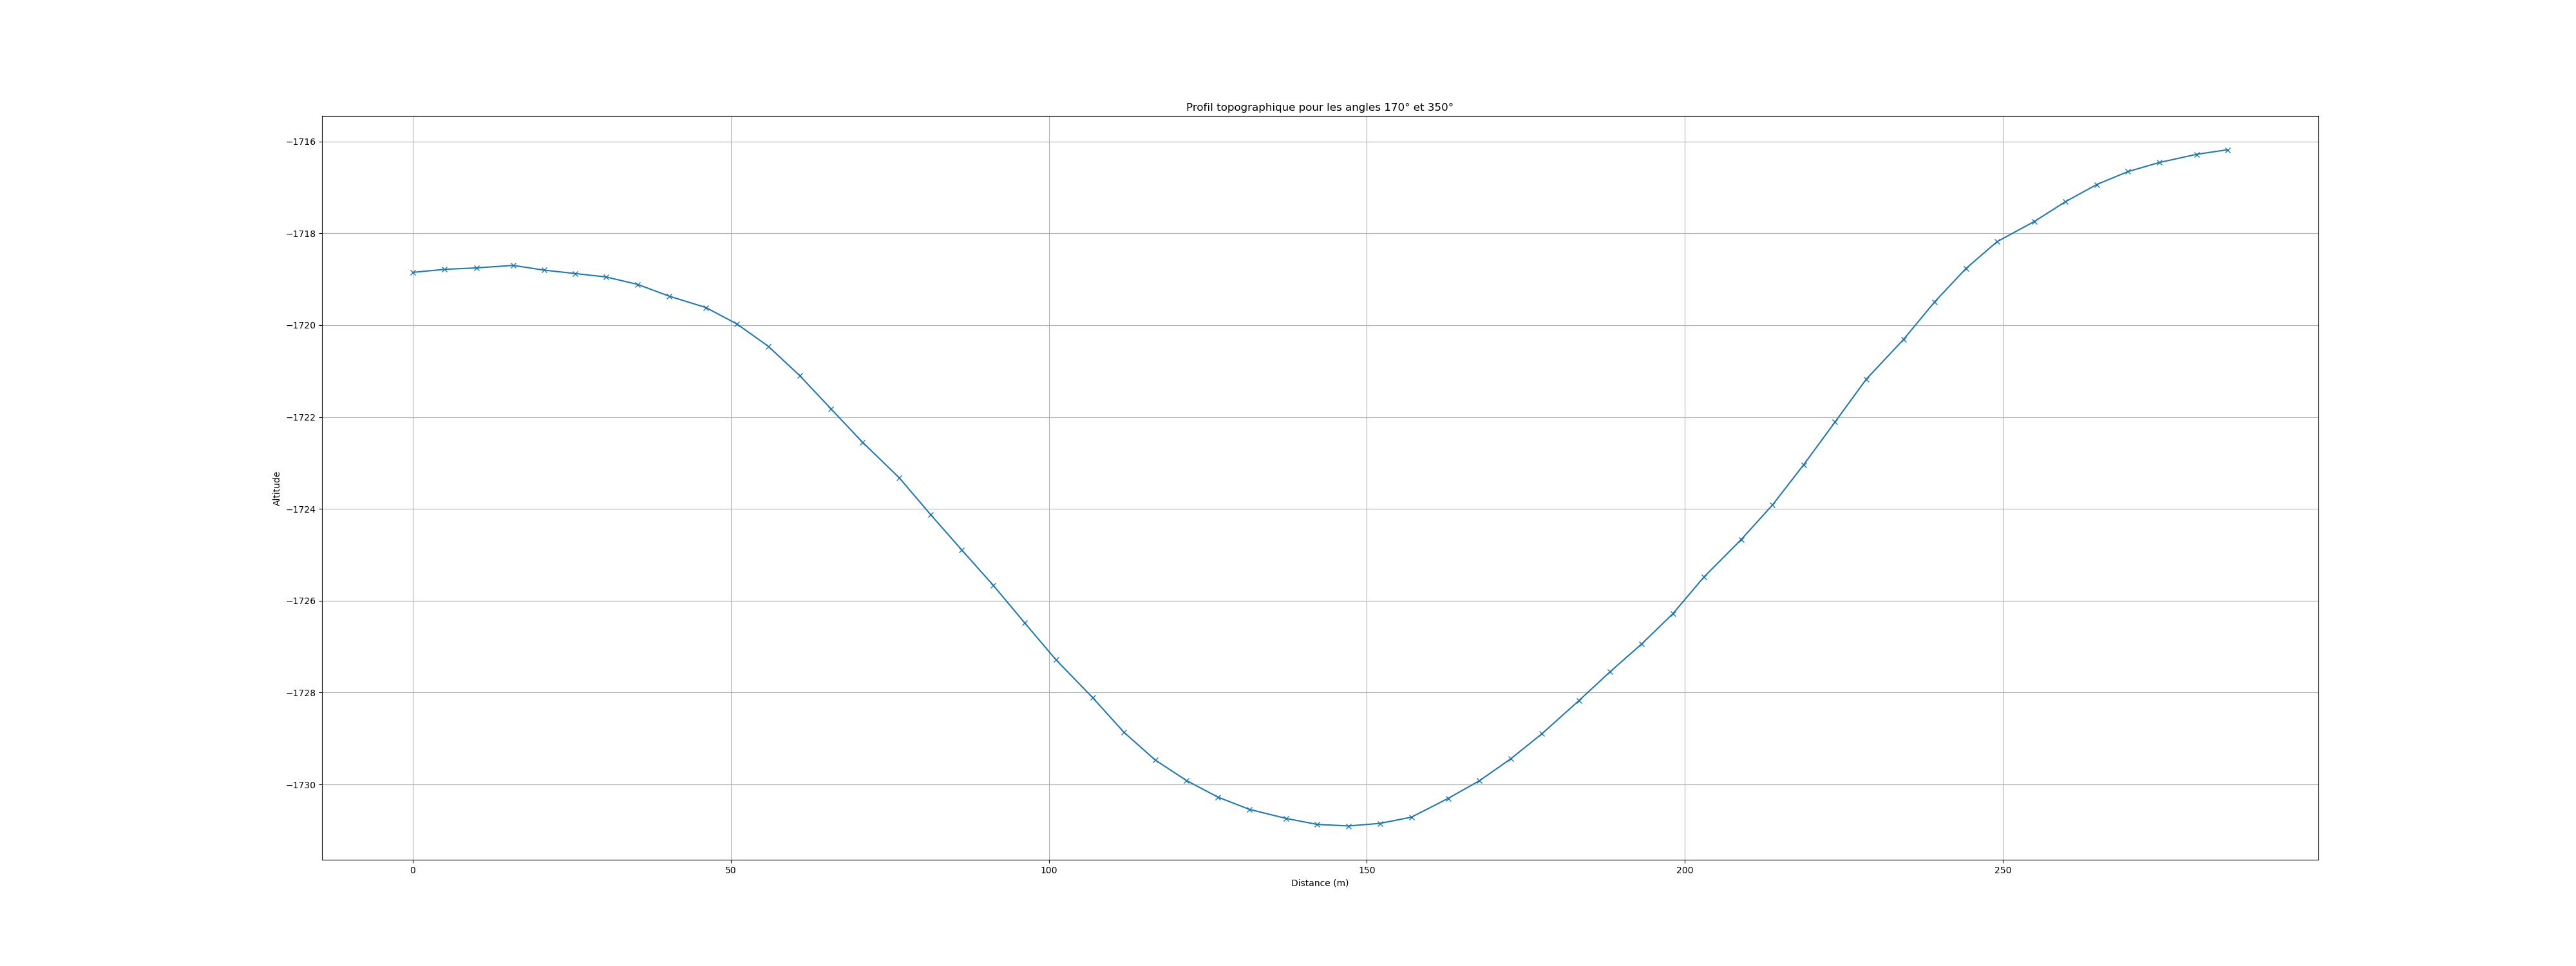 Profil topographique pour les angles 170° et 350°
Altitude
−1716
−1718
−1720
−1722
−1724
−1726
−1728
−1730
0 50 100 150 200 250
Distance (m)